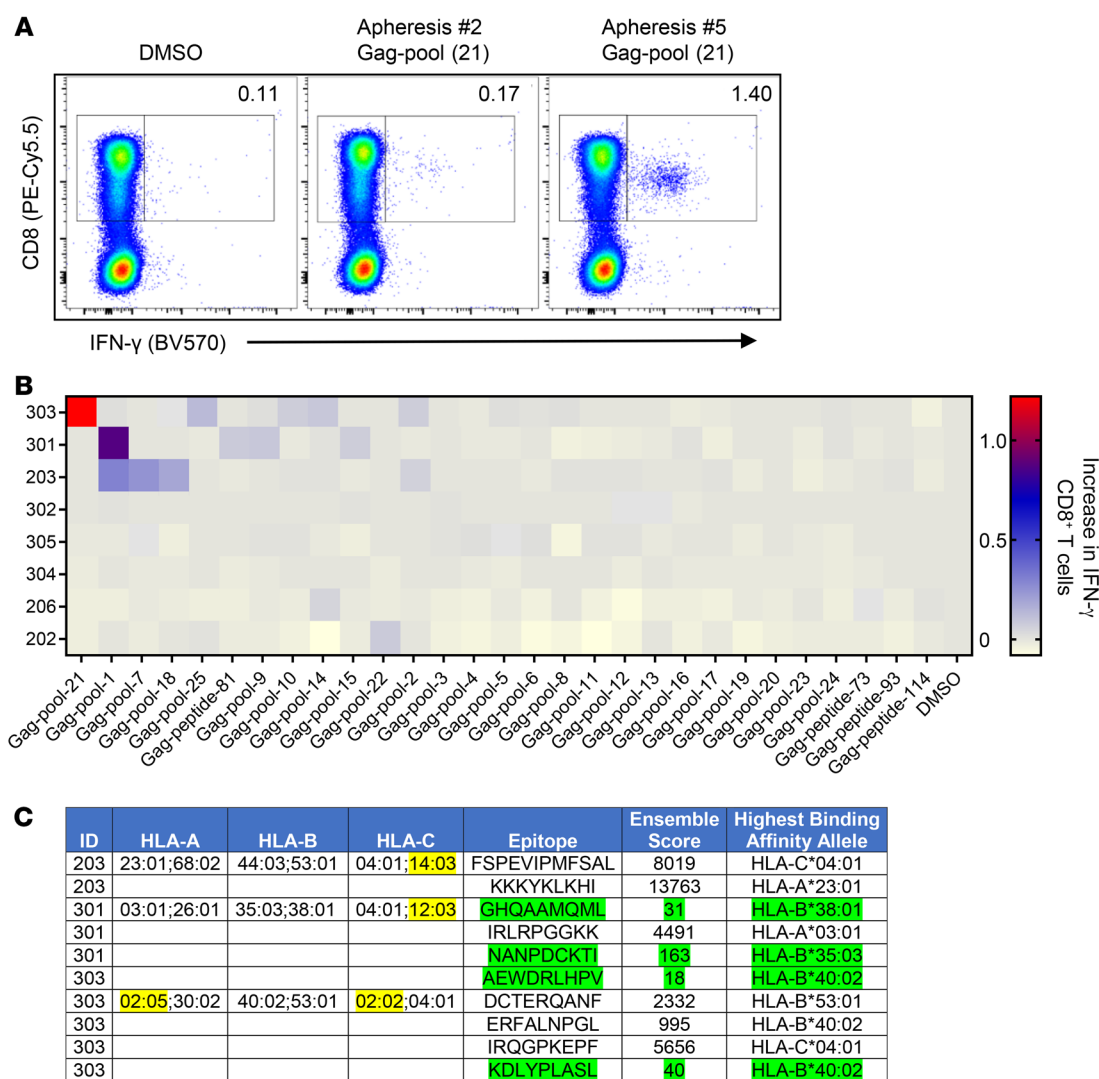 A
DMSO
Apheresis #2
Gag-pool (21)
Apheresis #5
Gag-pool (21)
0.11
0.17
1.40
CD8 (PE-Cy5.5)
IFN-γ (BV570)
B
303
301
203
302
305
304
206
202
Gag-pool-21
Gag-pool-1
Gag-pool-7
Gag-pool-18
Gag-pool-25
Gag-peptide-81
Gag-pool-9
Gag-pool-10
Gag-pool-14
Gag-pool-15
Gag-pool-22
Gag-pool-2
Gag-pool-3
Gag-pool-4
Gag-pool-5
Gag-pool-6
Gag-pool-8
Gag-pool-11
Gag-pool-12
Gag-pool-13
Gag-pool-16
Gag-pool-17
Gag-pool-19
Gag-pool-20
Gag-pool-23
Gag-pool-24
Gag-peptide-73
Gag-pool-93
Gag-peptide-114
DMSO
1.0
0.5
0
Increase in IFN-γ
CD8⁺ T cells
C
ID HLA-A HLA-B HLA-C Epitope Ensemble Score Highest Binding Affinity Allele
203 23:01;68:02 44:03;53:01 04:01;14:03 FSPEVIPMFSAL 8019 HLA-C*04:01
203 KKKYKLKHI 13763 HLA-A*23:01
301 03:01;26:01 35:03;38:01 04:01;12:03 GHQAAMQML 31 HLA-B*38:01
301 IRLRPGGKK 4491 HLA-A*03:01
301 NANPDCKTI 163 HLA-B*35:03
303 AEWDRLHPV 18 HLA-B*40:02
303 02:05;30:02 40:02;53:01 02:02;04:01 DCTERQANF 2332 HLA-B*53:01
303 ERFALNPGL 995 HLA-B*40:02
303 IRQGPKEPF 5656 HLA-C*04:01
303 KDLYPLASL 40 HLA-B*40:02